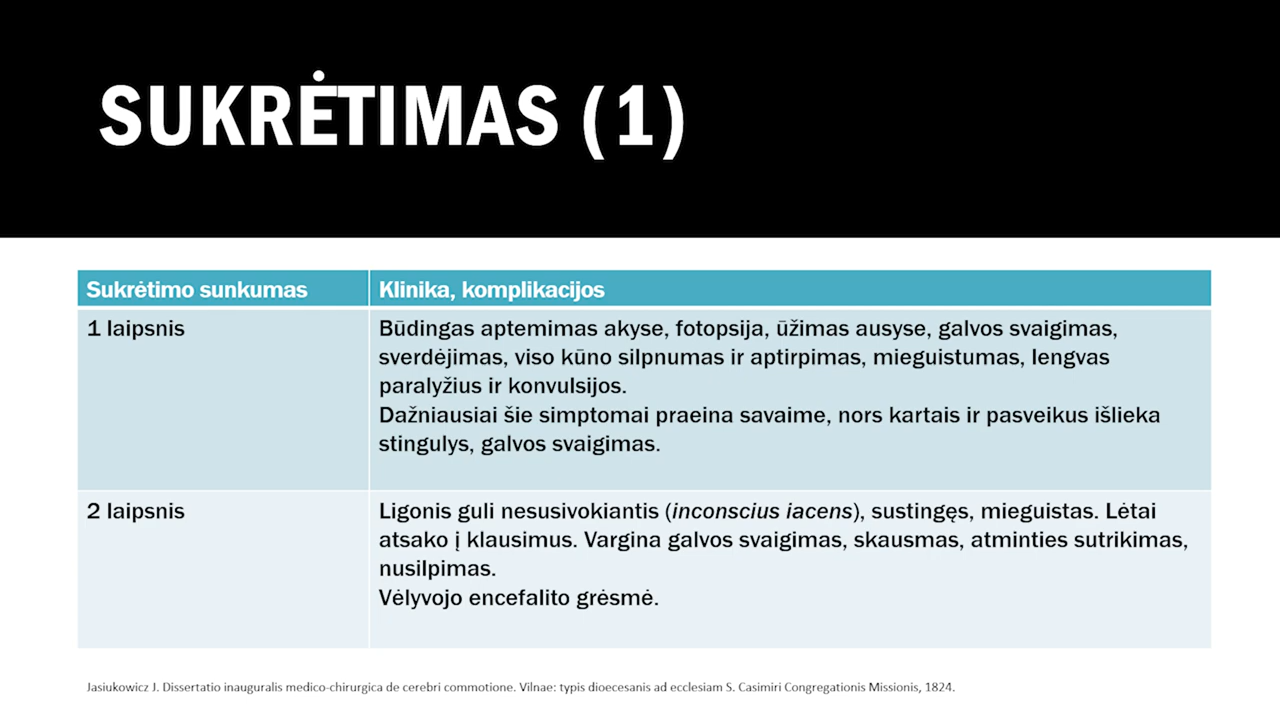 SUKRĖTIMAS (1)
Sukrėtimo sunkumas
Klinika, komplikacijos
1 laipsnis
Būdingas aptemimas akyse, fotopsija, ūžimas ausyse, galvos svaigimas,
sverdėjimas, viso kūno silpnumas ir aptirpimas, mieguistumas, lengvas
paralyžius ir konvulsijos.
Dažniausiai šie simptomai praeina savaime, nors kartais ir pasveikus išlieka
stingulys, galvos svaigimas.
2 laipsnis
Ligonis guli nesusivokiantis (inconscius iacens), sustingęs, mieguistas. Lėtai
atsako į klausimus. Vargina galvos svaigimas, skausmas, atminties sutrikimas,
nusilpimas.
Vėlyvojo encefalito grėsmė.
Jasiukowicz J. Dissertatio inauguralis medico-chirurgica de cerebri commotione. Vilnae: typis dioecesanis ad ecclesiam S. Casimiri Congregationis Missionis, 1824.